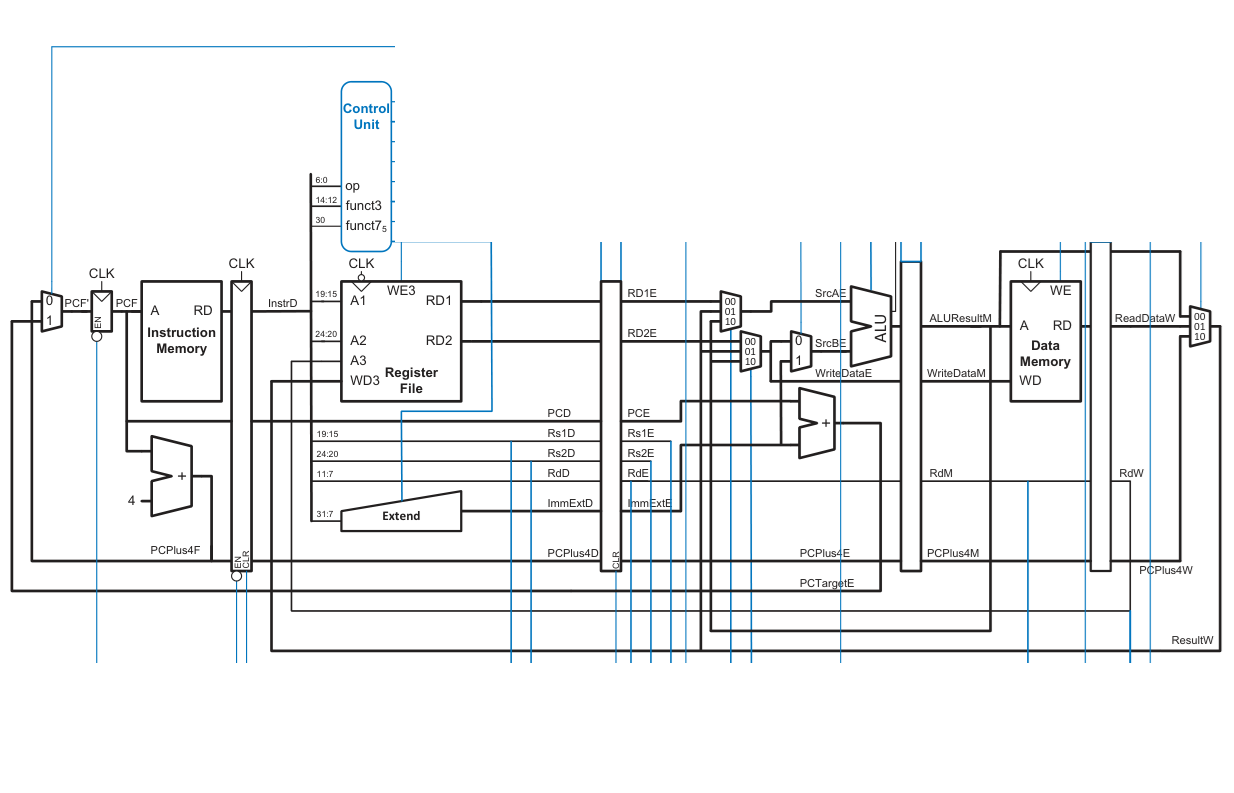 Control
Unit
6:0
op
14:12
funct3
30
funct7₅
CLK
CLK
CLK
CLK
0
1
PCF'
EN
PCF
A
RD
Instruction
Memory
InstrD
19:15
A1
WE3
RD1
24:20
A2
RD2
A3
WD3
Register
File
RD1E
RD2E
00
01
10
00
01
10
0
1
SrcAE
SrcBE
ALU
WriteDataE
ALUResultM
WriteDataM
A
RD
WE
Data
Memory
WD
ReadDataW
00
01
10
PCD
PCE
+
19:15
Rs1D
Rs1E
24:20
Rs2D
Rs2E
11:7
RdD
RdE
RdM
RdW
+
4
31:7
Extend
ImmExtD
ImmExtE
PCPlus4F
EN
CLR
PCPlus4D
CLR
PCPlus4E
PCPlus4M
PCPlus4W
PCTargetE
ResultW